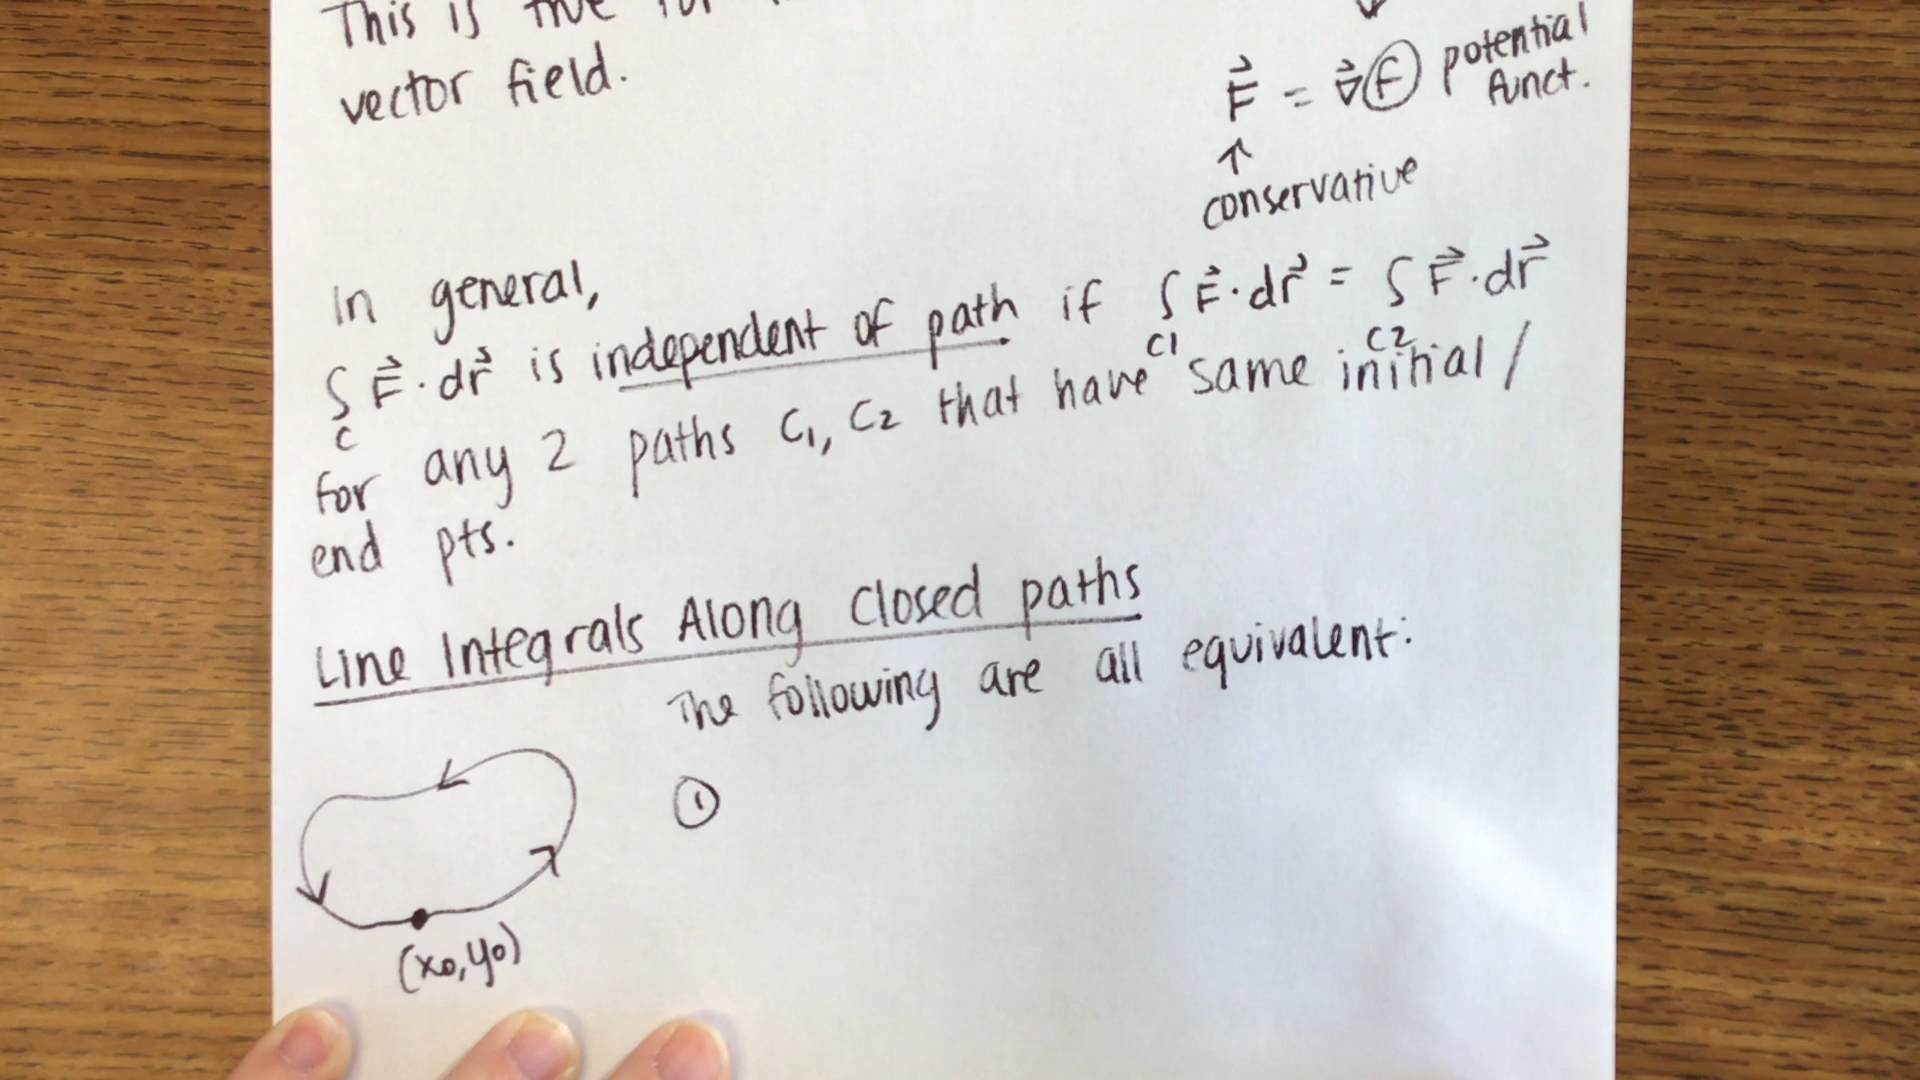 This is
vector field.
F⃗ = ∇⃗f potential
funct.
↑
conservative
In general,
∫ F⃗ · dr⃗ is independent of path if ∫ F⃗ · dr⃗ = ∫ F⃗ · dr⃗
C C1 C2
for any 2 paths C₁, C₂ that have same initial /
end pts.
Line Integrals Along Closed paths
The following are all equivalent:
①
(x₀,y₀)